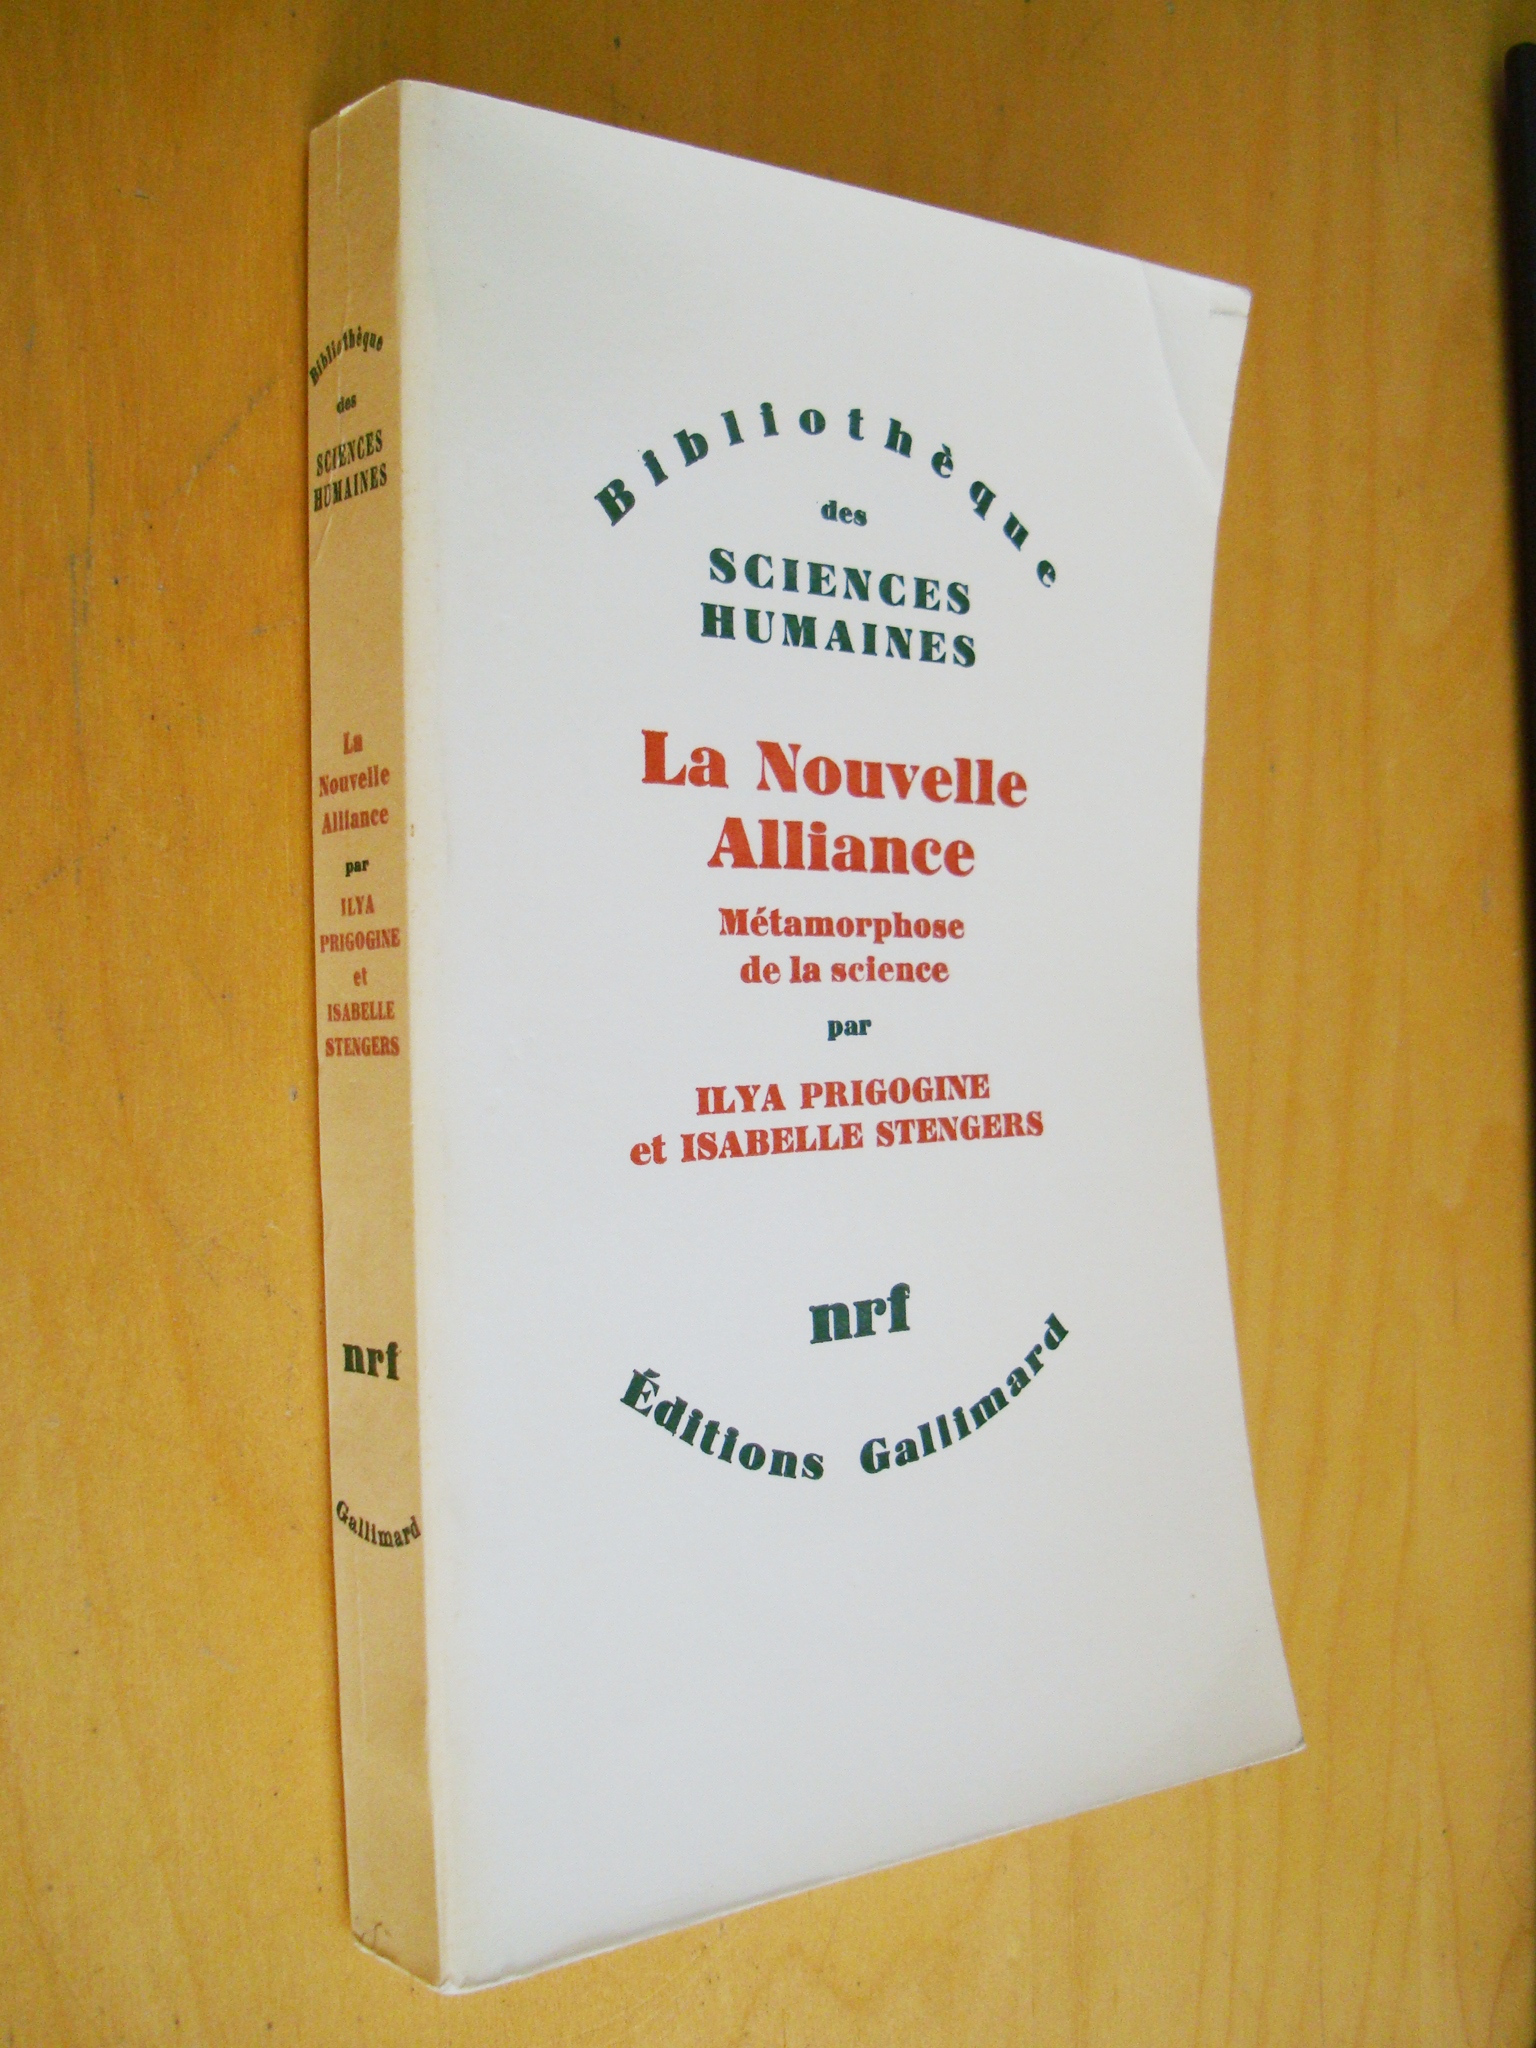 Bibliothèque
des
SCIENCES
HUMAINES
La
Nouvelle
Alliance
par
ILYA
PRIGOGINE
et
ISABELLE
STENGERS
nrf
Gallimard
Bibliothèque
des
SCIENCES
HUMAINES
La Nouvelle
Alliance
Métamorphose
de la science
par
ILYA PRIGOGINE
et ISABELLE STENGERS
nrf
Éditions Gallimard